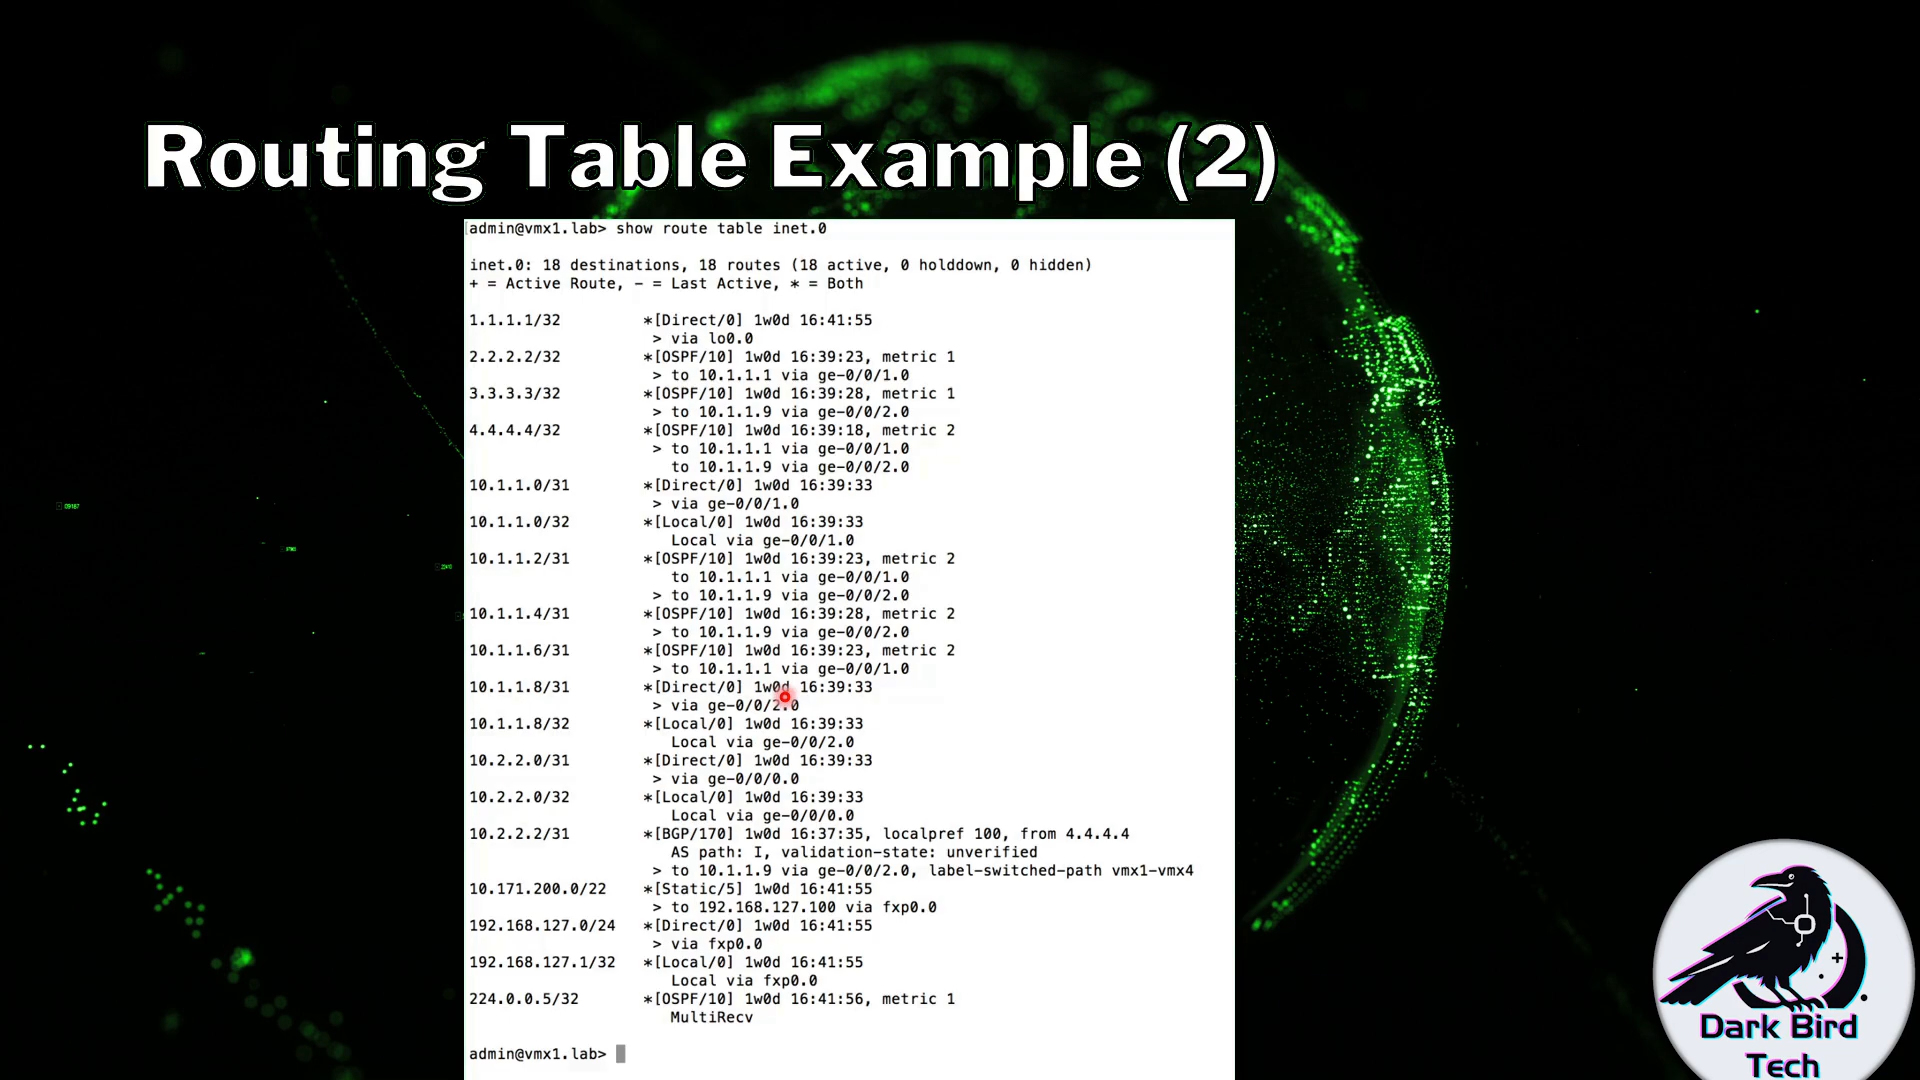 Routing Table Example (2)
admin@vmx1.lab> show route table inet.0
inet.0: 18 destinations, 18 routes (18 active, 0 holddown, 0 hidden)
+ = Active Route, - = Last Active, * = Both
1.1.1.1/32 *[Direct/0] 1w0d 16:41:55
> via lo0.0
2.2.2.2/32 *[OSPF/10] 1w0d 16:39:23, metric 1
> to 10.1.1.1 via ge-0/0/1.0
3.3.3.3/32 *[OSPF/10] 1w0d 16:39:28, metric 1
> to 10.1.1.9 via ge-0/0/2.0
4.4.4.4/32 *[OSPF/10] 1w0d 16:39:18, metric 2
> to 10.1.1.1 via ge-0/0/1.0
to 10.1.1.9 via ge-0/0/2.0
10.1.1.0/31 *[Direct/0] 1w0d 16:39:33
> via ge-0/0/1.0
10.1.1.0/32 *[Local/0] 1w0d 16:39:33
Local via ge-0/0/1.0
10.1.1.2/31 *[OSPF/10] 1w0d 16:39:23, metric 2
to 10.1.1.1 via ge-0/0/1.0
> to 10.1.1.9 via ge-0/0/2.0
10.1.1.4/31 *[OSPF/10] 1w0d 16:39:28, metric 2
> to 10.1.1.9 via ge-0/0/2.0
10.1.1.6/31 *[OSPF/10] 1w0d 16:39:23, metric 2
> to 10.1.1.1 via ge-0/0/1.0
10.1.1.8/31 *[Direct/0] 1w0d 16:39:33
> via ge-0/0/2.0
10.1.1.8/32 *[Local/0] 1w0d 16:39:33
Local via ge-0/0/2.0
10.2.2.0/31 *[Direct/0] 1w0d 16:39:33
> via ge-0/0/0.0
10.2.2.0/32 *[Local/0] 1w0d 16:39:33
Local via ge-0/0/0.0
10.2.2.2/31 *[BGP/170] 1w0d 16:37:35, localpref 100, from 4.4.4.4
AS path: I, validation-state: unverified
> to 10.1.1.9 via ge-0/0/2.0, label-switched-path vmx1-vmx4
10.171.200.0/22 *[Static/5] 1w0d 16:41:55
> to 192.168.127.100 via fxp0.0
192.168.127.0/24 *[Direct/0] 1w0d 16:41:55
> via fxp0.0
192.168.127.1/32 *[Local/0] 1w0d 16:41:55
Local via fxp0.0
224.0.0.5/32 *[OSPF/10] 1w0d 16:41:56, metric 1
MultiRecv
admin@vmx1.lab>
Dark Bird
Tech